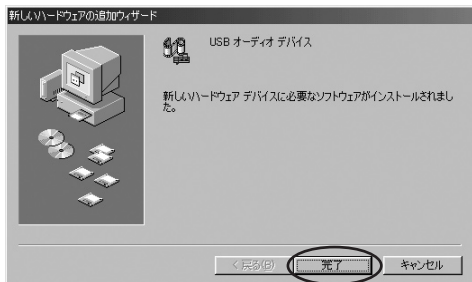 新しいハードウェアの追加ウィザード
USB オーディオ デバイス
新しいハードウェア デバイスに必要なソフトウェアがインストールされまし
た。
< 戻る(B)
完了
キャンセル